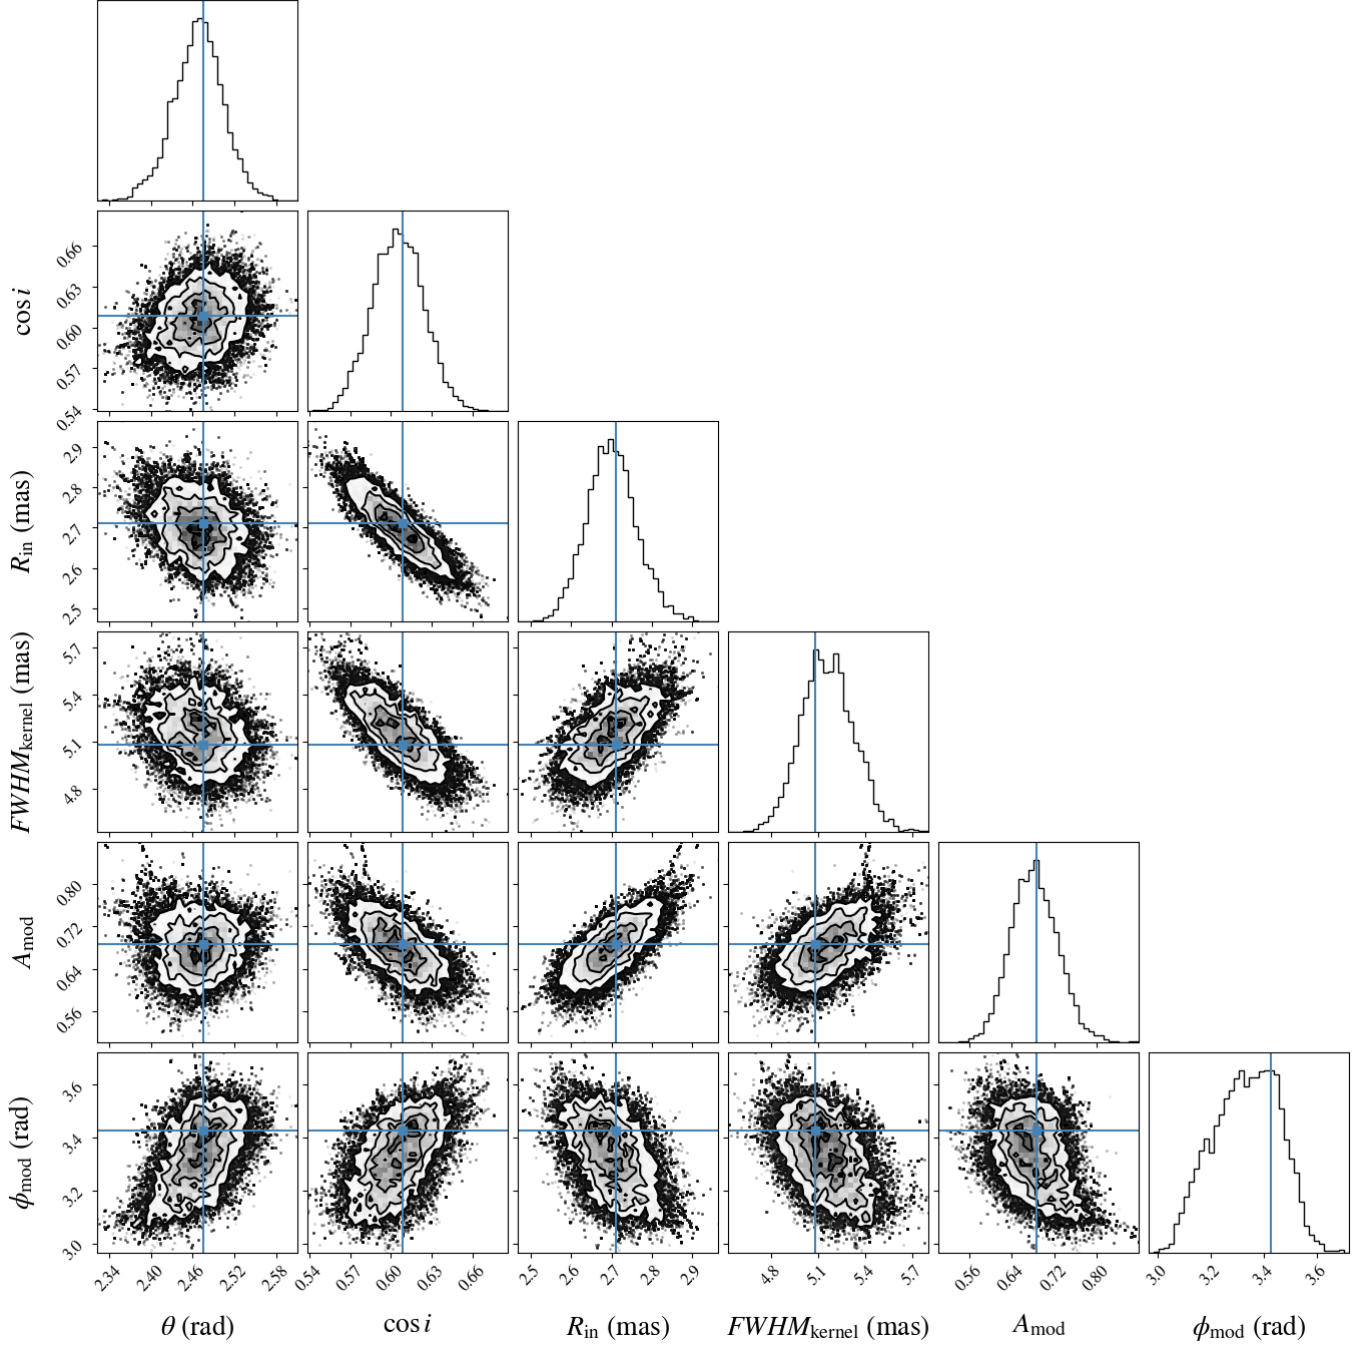 cos i
0.66
0.63
0.60
0.57
0.54
R_in (mas)
2.9
2.8
2.7
2.6
2.5
FWHM_kernel (mas)
5.7
5.4
5.1
4.8
A_mod
0.80
0.72
0.64
0.56
ϕ_mod (rad)
3.6
3.4
3.2
3.0
2.34 2.40 2.46 2.52 2.58
0.54 0.57 0.60 0.63 0.66
2.5 2.6 2.7 2.8 2.9
4.8 5.1 5.4 5.7
0.56 0.64 0.72 0.80
3.0 3.2 3.4 3.6
θ (rad)
cos i
R_in (mas)
FWHM_kernel (mas)
A_mod
ϕ_mod (rad)